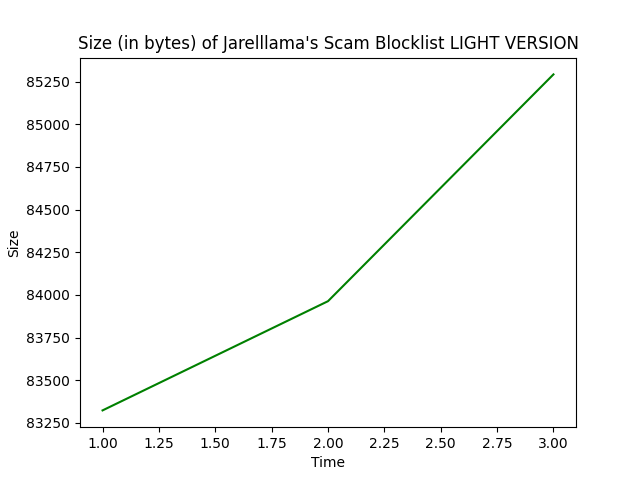 Size (in bytes) of Jarelllama's Scam Blocklist LIGHT VERSION
85250
85000
84750
84500
84250
84000
83750
83500
83250
Size
1.00 1.25 1.50 1.75 2.00 2.25 2.50 2.75 3.00
Time